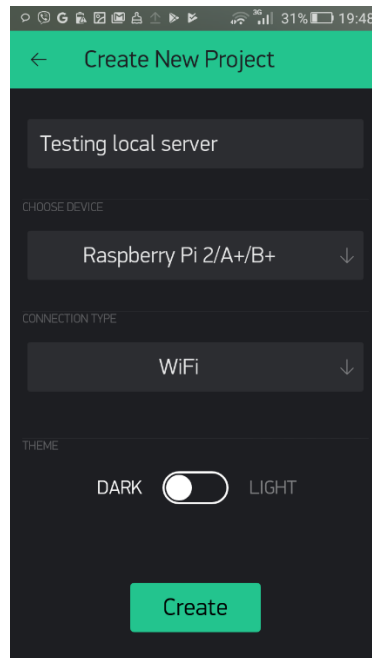 G 3G 31% 19:48
Create New Project
Testing local server
CHOOSE DEVICE
Raspberry Pi 2/A+/B+
CONNECTION TYPE
WiFi
THEME
DARK LIGHT
Create